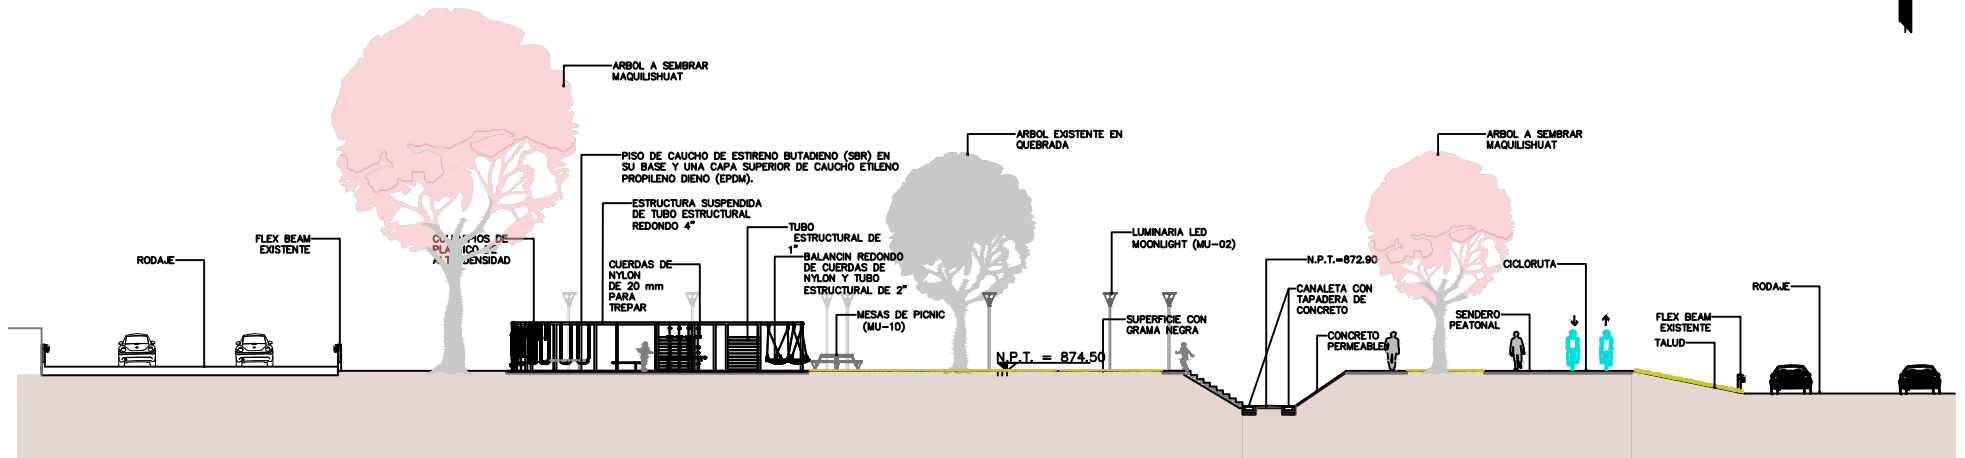 ARBOL A SEMBRAR
MAQUILISHUAT
PISO DE CAUCHO DE ESTIRENO BUTADIENO (SBR) EN
SU BASE Y UNA CAPA SUPERIOR DE CAUCHO ETILENO
PROPILENO DIENO (EPDM).
ESTRUCTURA SUSPENDIDA
DE TUBO ESTRUCTURAL
REDONDO 4"
TUBO
ESTRUCTURAL DE
1"
FLEX BEAM
EXISTENTE
DE
DE
RODAJE
CUERDAS DE
NYLON
DE 20 mm
PARA
TREPAR
BALANCIN REDONDO
DE CUERDAS DE
NYLON Y TUBO
ESTRUCTURAL DE 2"
MESAS DE PICNIC
(MU-10)
ARBOL EXISTENTE EN
QUEBRADA
LUMINARIA LED
MOONLIGHT (MU-02)
SUPERFICIE CON
GRAMA NEGRA
N.P.T. = 874.50
N.P.T.=872.90
CANALETA CON
TAPADERA DE
CONCRETO
CONCRETO
PERMEABLE
ARBOL A SEMBRAR
MAQUILISHUAT
CICLORUTA
SENDERO
PEATONAL
FLEX BEAM
EXISTENTE
TALUD
RODAJE